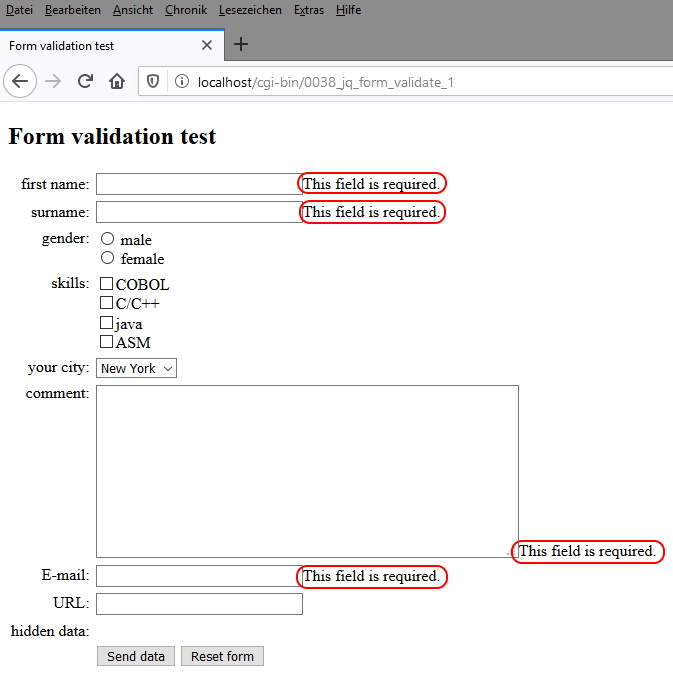 Datei Bearbeiten Ansicht Chronik Lesezeichen Extras Hilfe
Form validation test
localhost/cgi-bin/0038_jq_form_validate_1
Form validation test
first name: This field is required.
surname: This field is required.
gender: male
female
skills: COBOL
C/C++
java
ASM
your city: New York
comment:
This field is required.
E-mail: This field is required.
URL:
hidden data:
Send data Reset form